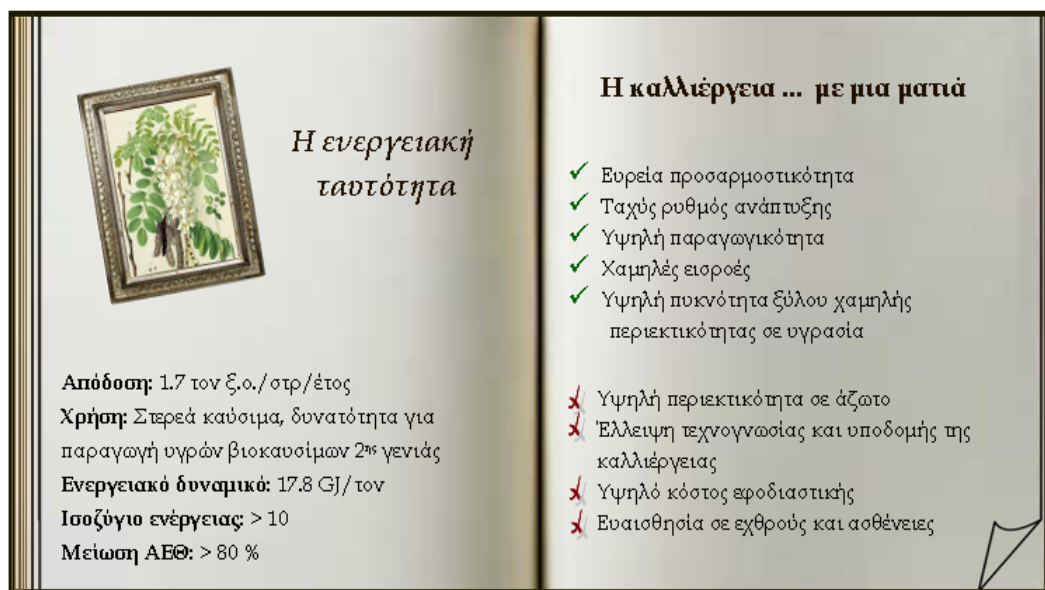 Η ενεργειακή
ταυτότητα
Απόδοση: 1.7 τον ξ.ο./στρ/έτος
Χρήση: Στερεά καύσιμα, δυνατότητα για
παραγωγή υγρών βιοκαυσίμων 2ης γενιάς
Ενεργειακό δυναμικό: 17.8 GJ/τον
Ισοζύγιο ενέργειας: > 10
Μείωση ΑΕΘ: > 80 %
Η καλλιέργεια ... με μια ματιά
✓ Ευρεία προσαρμοστικότητα
✓ Ταχύς ρυθμός ανάπτυξης
✓ Υψηλή παραγωγικότητα
✓ Χαμηλές εισροές
✓ Υψηλή πυκνότητα ξύλου χαμηλής
περιεκτικότητας σε υγρασία
✗ Υψηλή περιεκτικότητα σε άζωτο
✗ Έλλειψη τεχνογνωσίας και υποδομής της
καλλιέργειας
✗ Υψηλό κόστος εφοδιαστικής
✗ Ευαισθησία σε εχθρούς και ασθένειες